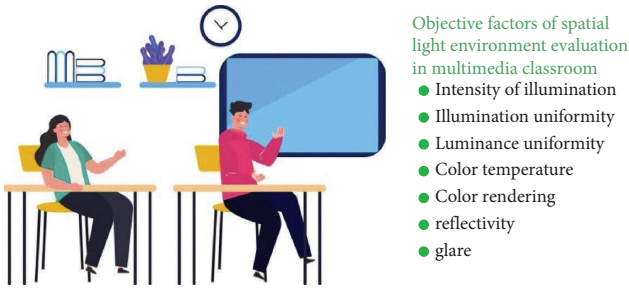 Objective factors of spatial
light environment evaluation
in multimedia classroom
Intensity of illumination
Illumination uniformity
Luminance uniformity
Color temperature
Color rendering
reflectivity
glare